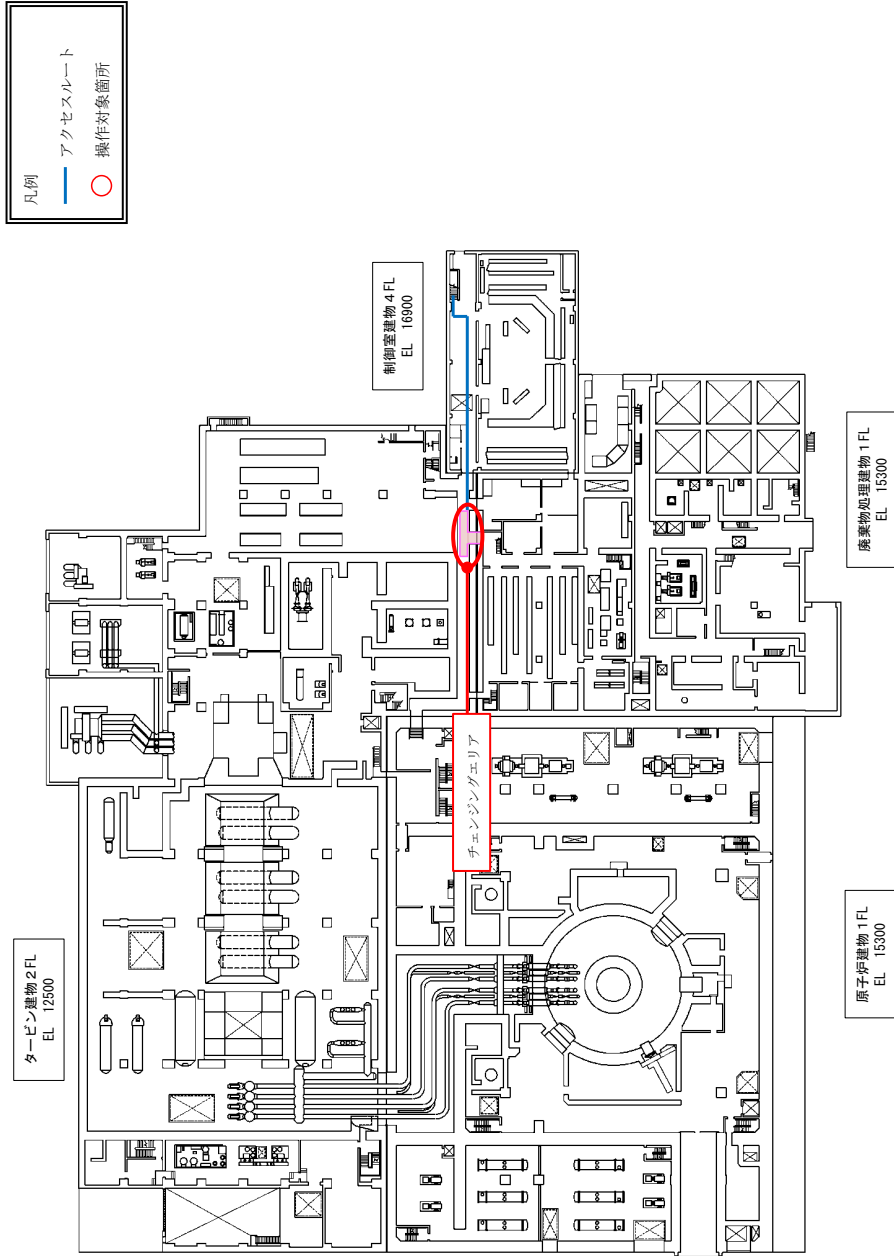 凡例
アクセスルート
操作対象箇所
制御室建物4FL
EL 16900
廃棄物処理建物1FL
EL 15300
チェンジングエリア
タービン建物2FL
EL 12500
原子炉建物1FL
EL 15300